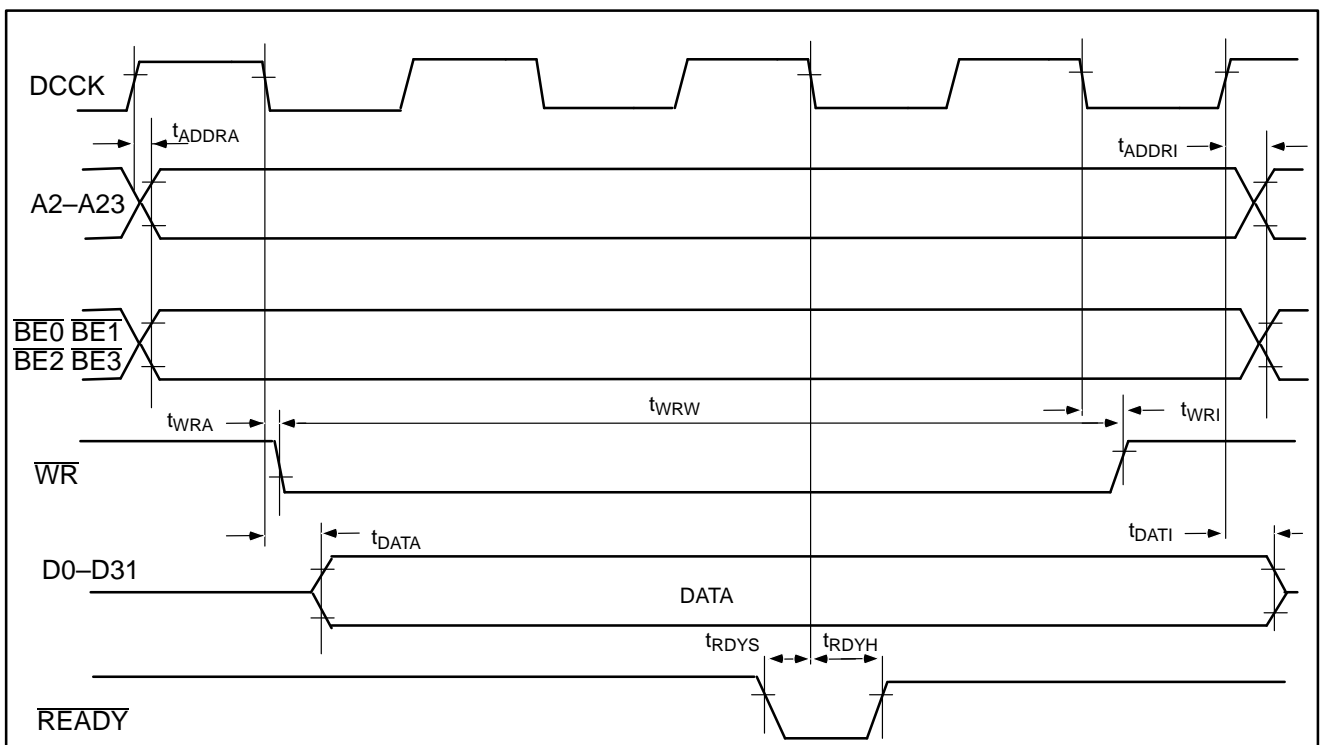 DCCK
tADDRA
tADDRI
A2–A23
BE0 BE1
BE2 BE3
tWRA
tWRW
tWRI
WR
tDATA
tDATI
D0–D31
DATA
tRDYS
tRDYH
READY